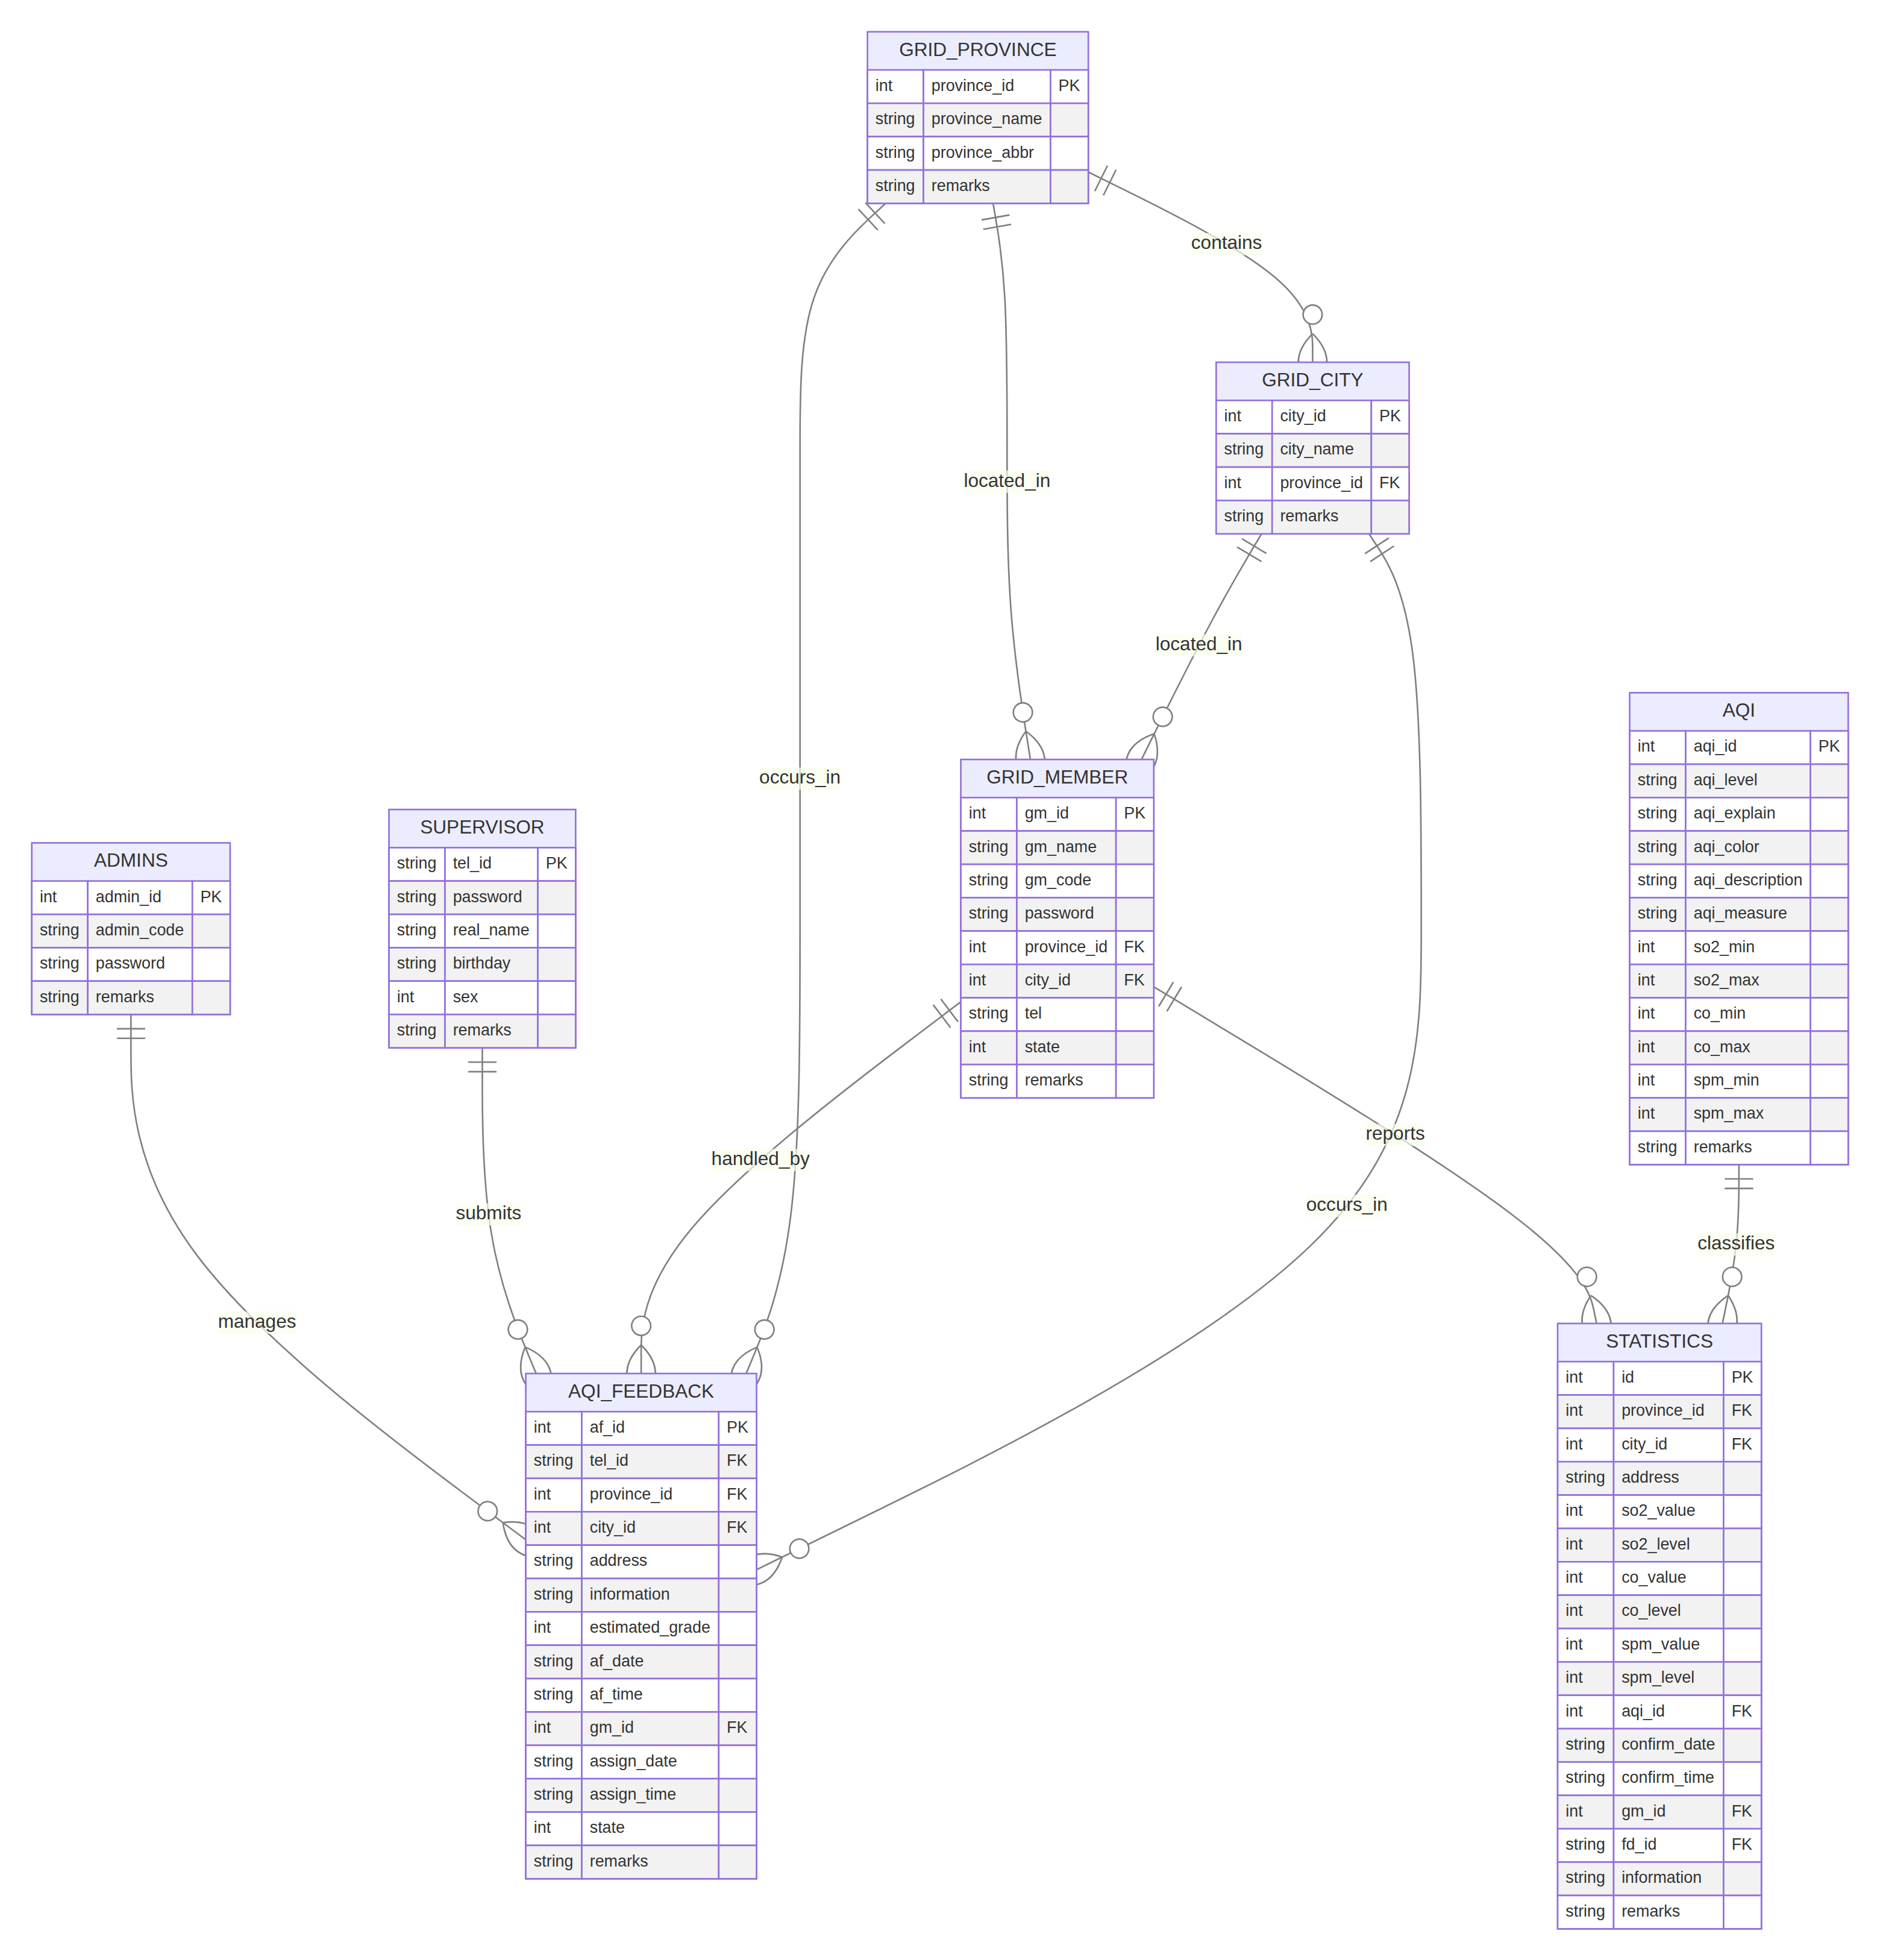 GRID_PROVINCE
int province_id PK
string province_name
string province_abbr
string remarks
contains
GRID_CITY
int city_id PK
string city_name
int province_id FK
string remarks
located_in
located_in
occurs_in
GRID_MEMBER
int gm_id PK
string gm_name
string gm_code
string password
int province_id FK
int city_id FK
string tel
int state
string remarks
AQI
int aqi_id PK
string aqi_level
string aqi_explain
string aqi_color
string aqi_description
string aqi_measure
int so2_min
int so2_max
int co_min
int co_max
int spm_min
int spm_max
string remarks
SUPERVISOR
string tel_id PK
string password
string real_name
string birthday
int sex
string remarks
ADMINS
int admin_id PK
string admin_code
string password
string remarks
reports
handled_by
occurs_in
submits
classifies
manages
AQI_FEEDBACK
int af_id PK
string tel_id FK
int province_id FK
int city_id FK
string address
string information
int estimated_grade
string af_date
string af_time
int gm_id FK
string assign_date
string assign_time
int state
string remarks
STATISTICS
int id PK
int province_id FK
int city_id FK
string address
int so2_value
int so2_level
int co_value
int co_level
int spm_value
int spm_level
int aqi_id FK
string confirm_date
string confirm_time
int gm_id FK
string fd_id FK
string information
string remarks